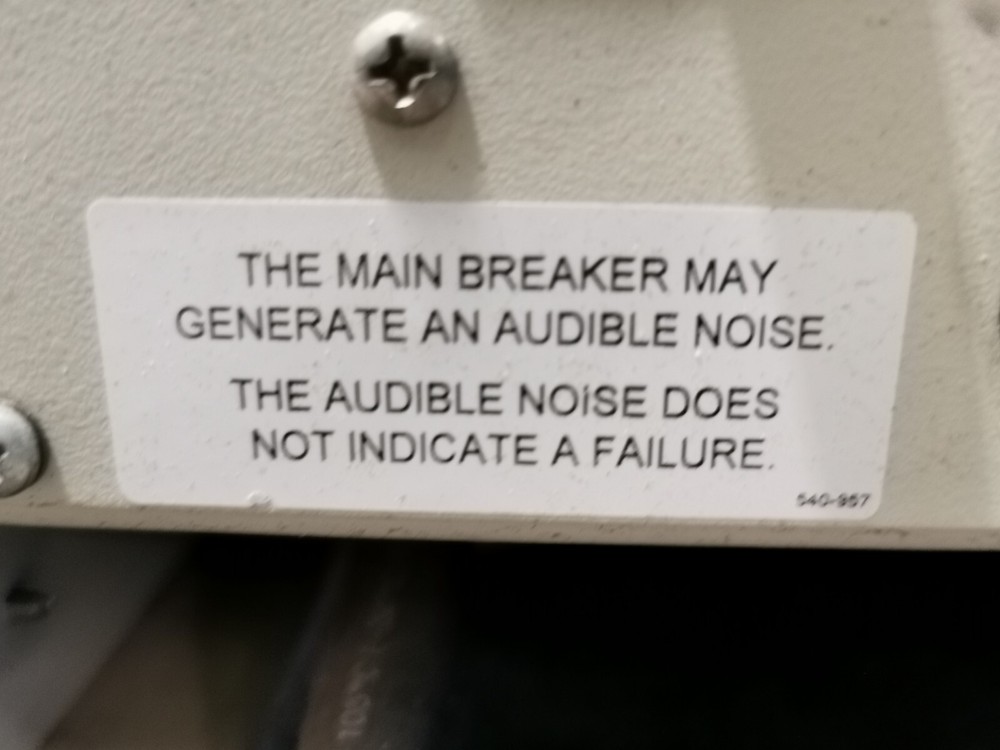 THE MAIN BREAKER MAY
GENERATE AN AUDIBLE NOISE.
THE AUDIBLE NOISE DOES
NOT INDICATE A FAILURE.
540-957